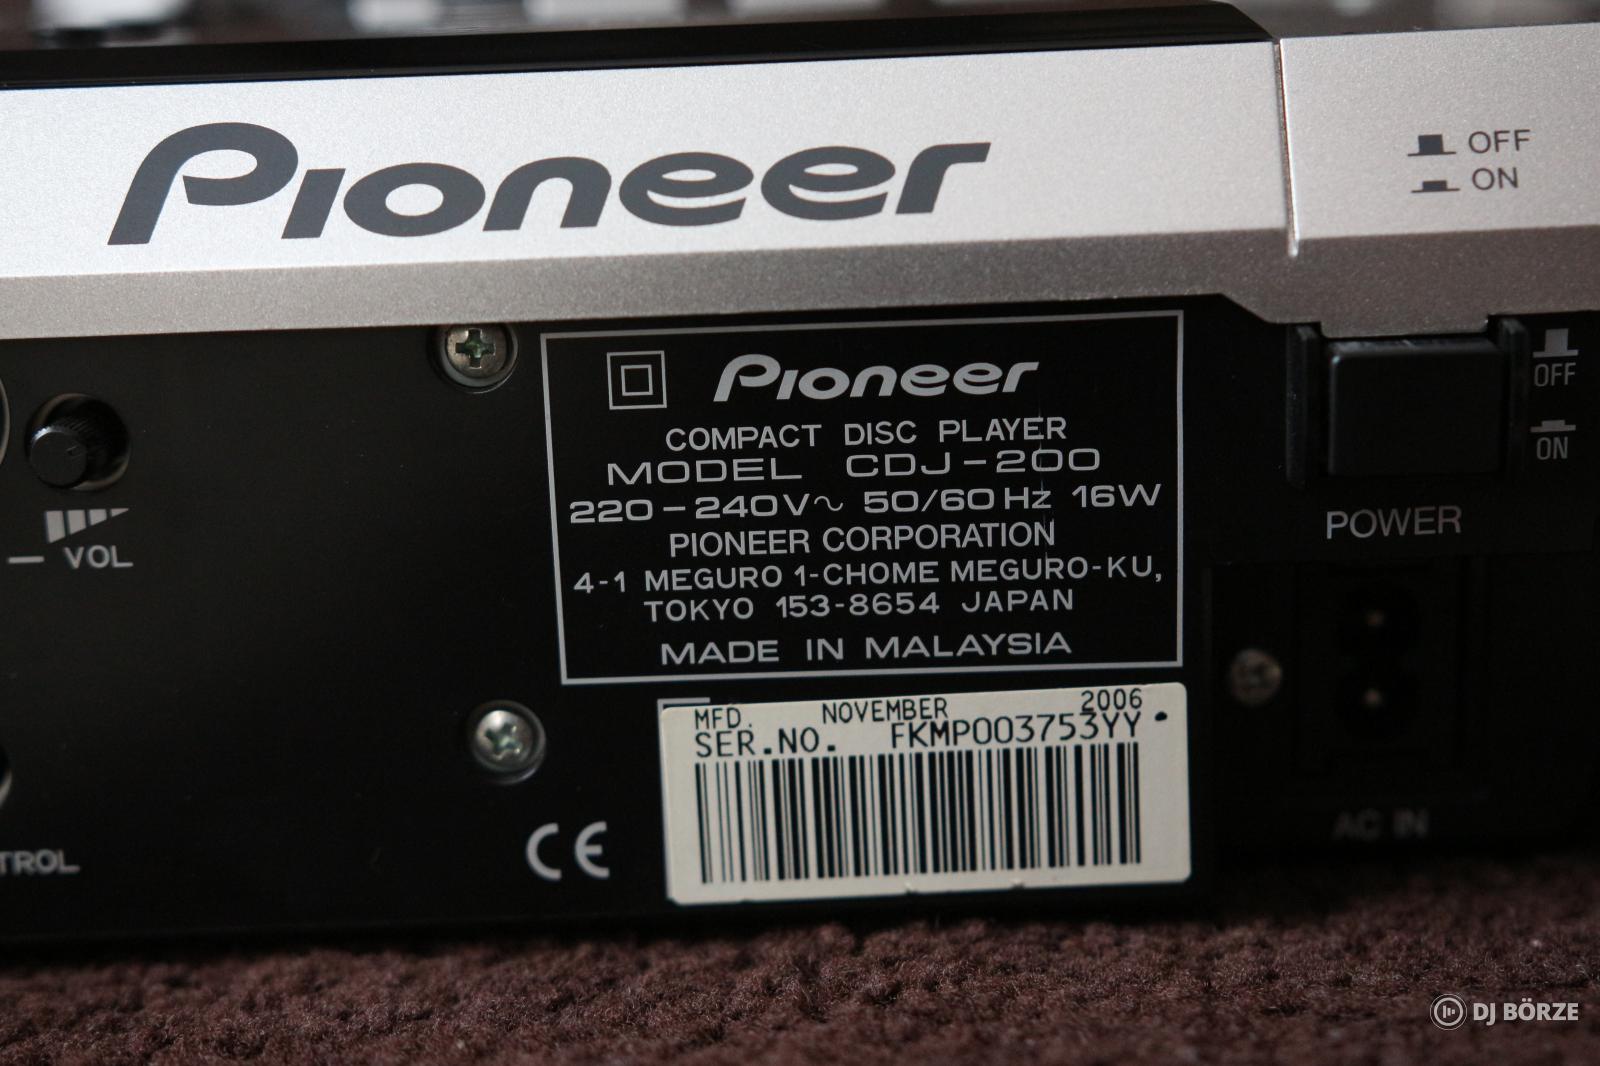 Pioneer
OFF
ON
Pioneer
COMPACT DISC PLAYER
MODEL CDJ-200
220-240V~ 50/60Hz 16W
PIONEER CORPORATION
4-1 MEGURO 1-CHOME MEGURO-KU,
TOKYO 153-8654 JAPAN
MADE IN MALAYSIA
OFF
ON
POWER
AC IN
– VOL
TROL
MFD. NOVEMBER 2006
SER.NO. FKMP003753YY
CE
DJ BÖRZE